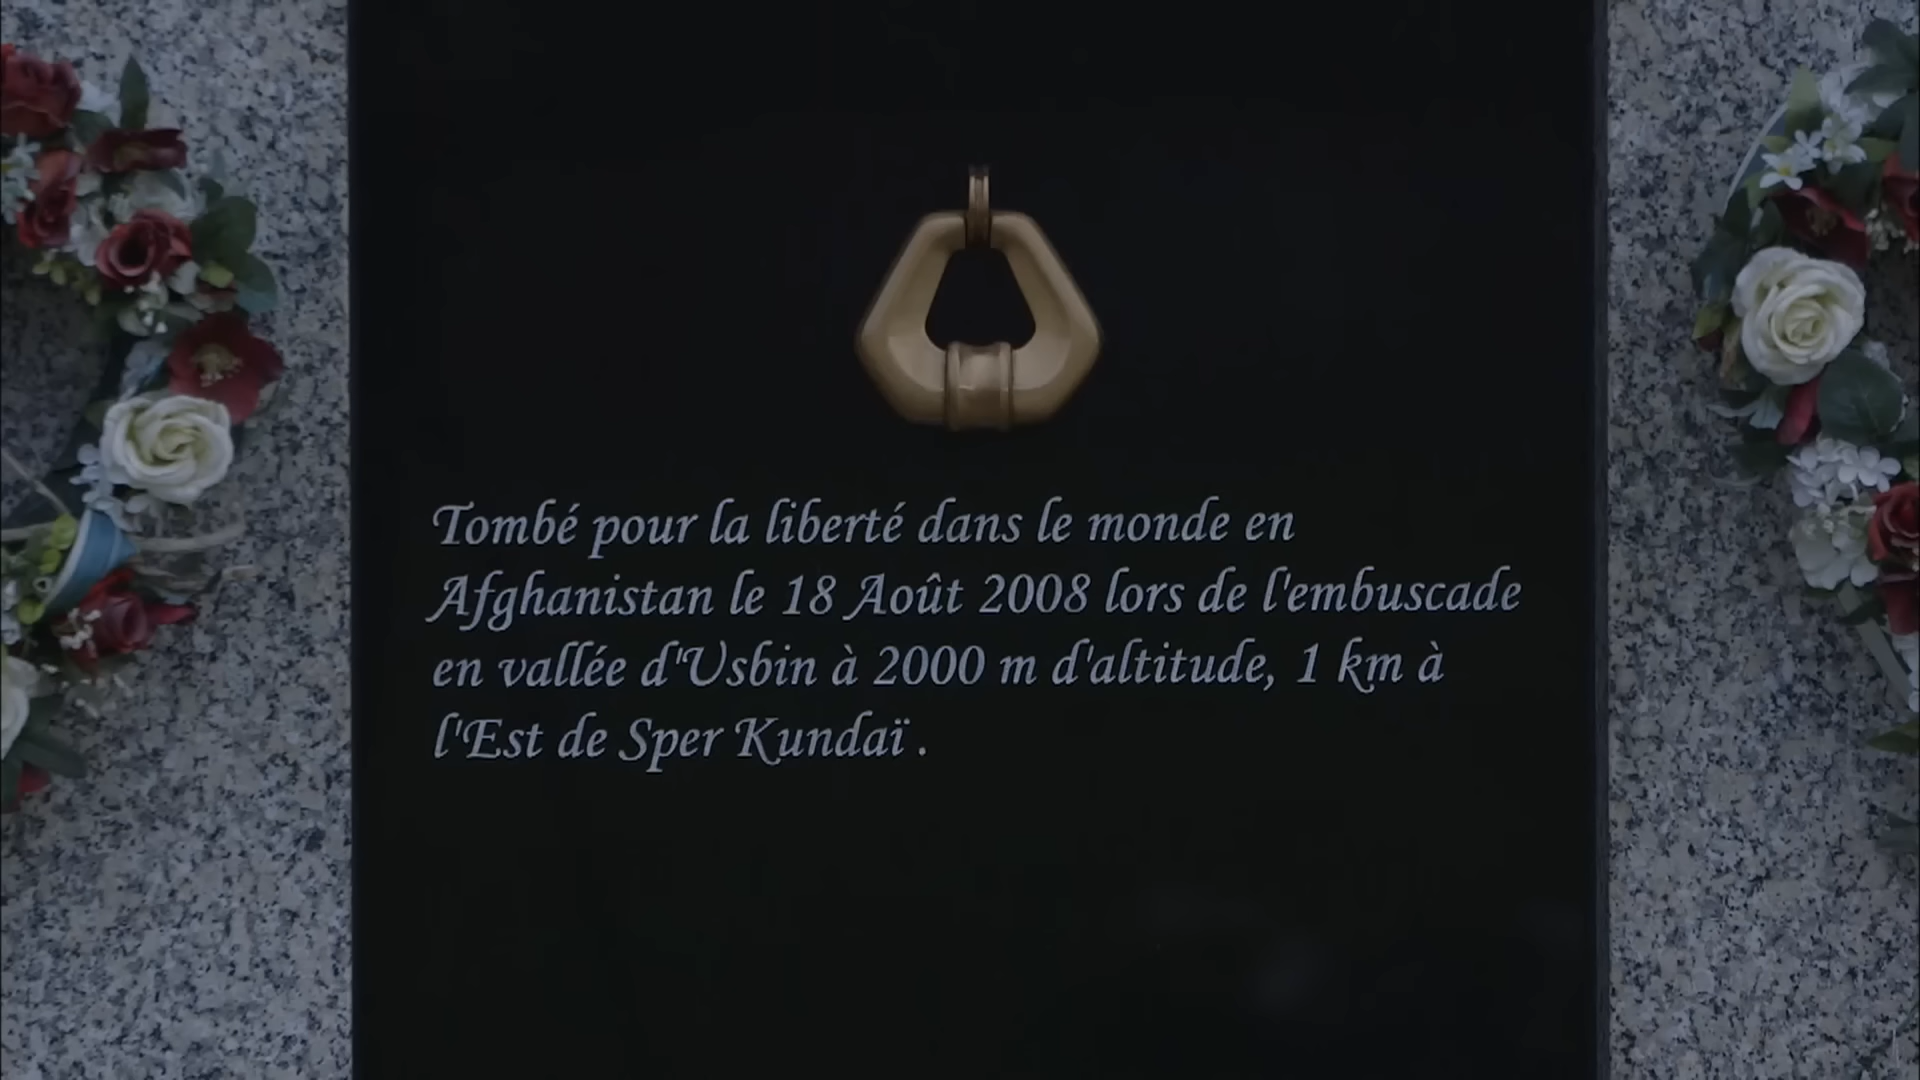 Tombé pour la liberté dans le monde en
Afghanistan le 18 Août 2008 lors de l'embuscade
en vallée d'Usbin à 2000 m d'altitude, 1 km à
l'Est de Sper Kundaï .